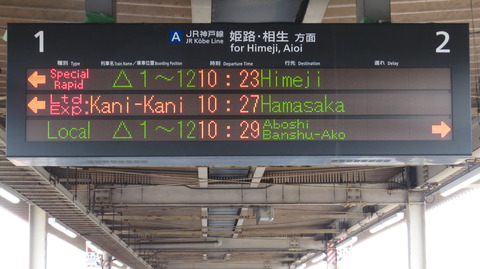 1 A JR神戸線 JR Kōbe Line 姫路・相生 方面 for Himeji, Aioi 2
種別 Type 列車名 Train Name / 乗車位置 Boarding Position 時刻 Departure Time 行先 Destination 遅れ Delay
← Special Rapid △ 1～12 10:23 Himeji
← Ltd. Exp. Kani-Kani 10:27 Hamasaka
Local △ 1～12 10:29 Aboshi Banshu-Ako →